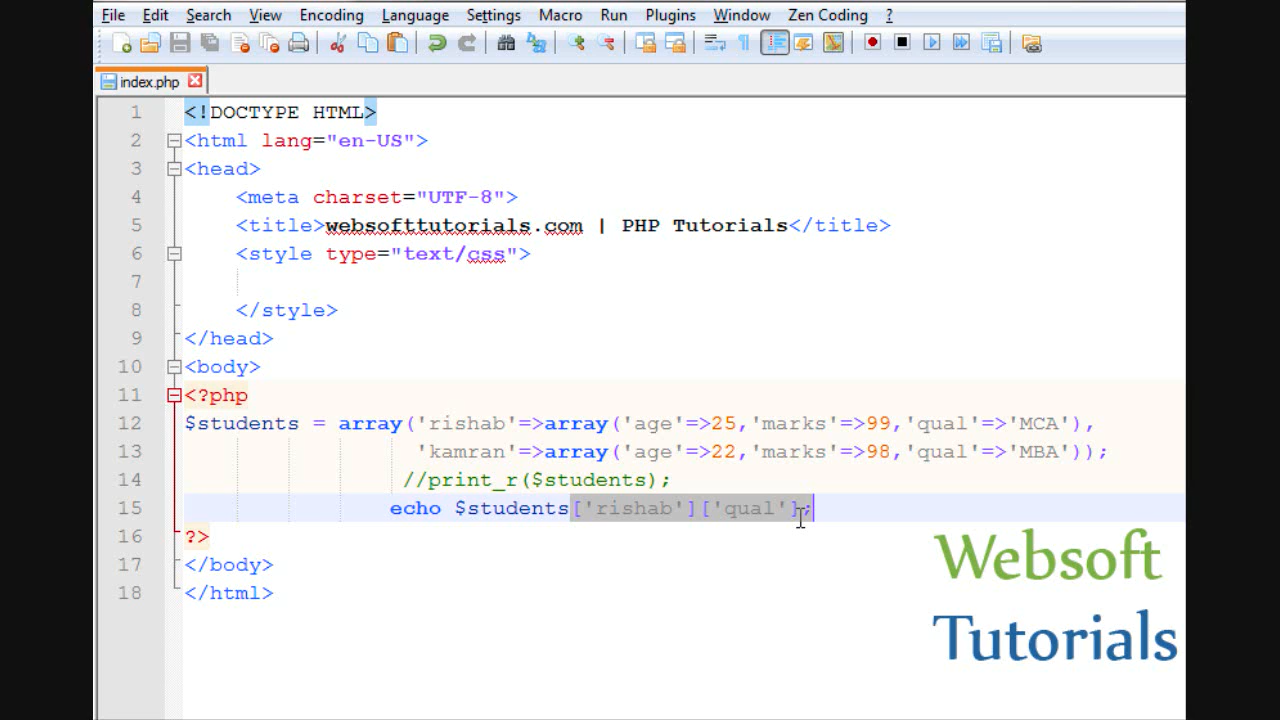 File Edit Search View Encoding Language Settings Macro Run Plugins Window Zen Coding ?
index.php
1 <!DOCTYPE HTML>
2 <html lang="en-US">
3 <head>
4 <meta charset="UTF-8">
5 <title>websofttutorials.com | PHP Tutorials</title>
6 <style type="text/css">
7
8 </style>
9 </head>
10 <body>
11 <?php
12 $students = array('rishab'=>array('age'=>25,'marks'=>99,'qual'=>'MCA'),
13 'kamran'=>array('age'=>22,'marks'=>98,'qual'=>'MBA'));
14 //print_r($students);
15 echo $students['rishab']['qual'];
16 ?>
17 </body>
18 </html>
Websoft
Tutorials